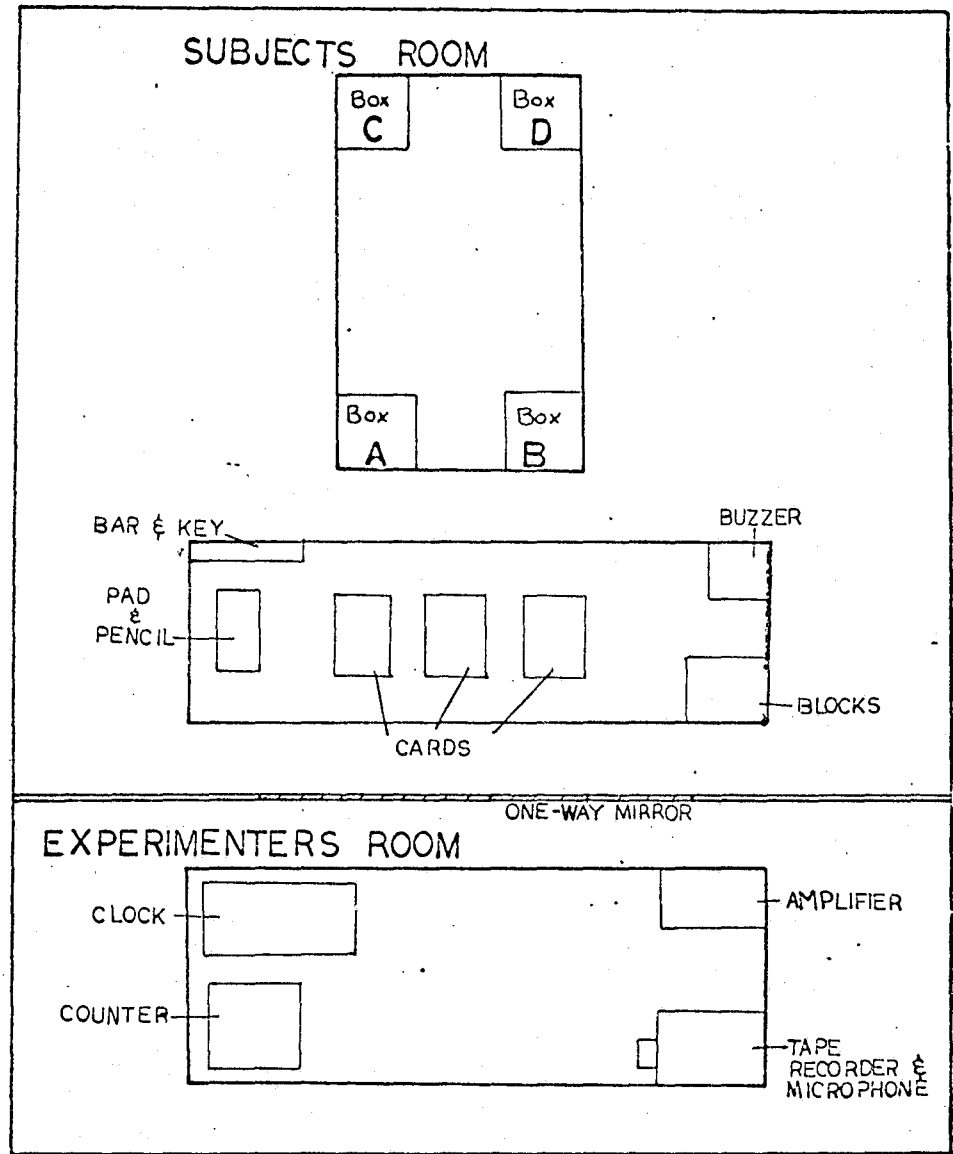 SUBJECTS ROOM
Box
C
Box
D
Box
A
Box
B
BAR & KEY
BUZZER
PAD
&
PENCIL
BLOCKS
CARDS
ONE-WAY MIRROR
EXPERIMENTERS ROOM
CLOCK
AMPLIFIER
COUNTER
TAPE
RECORDER &
MICROPHONE